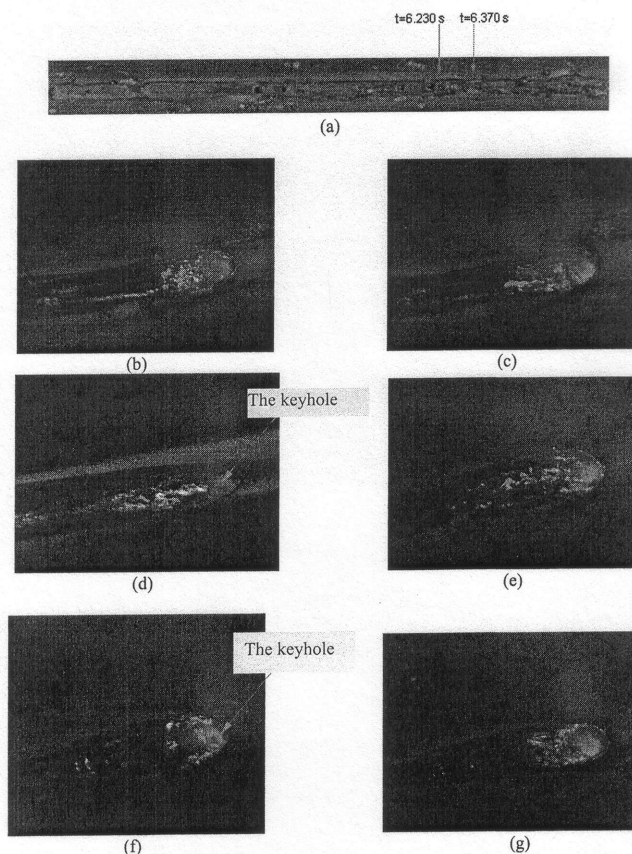 t=6.230 s t=6.370 s
(a)
(b)
(c)
The keyhole
(d)
(e)
The keyhole
(f)
(g)